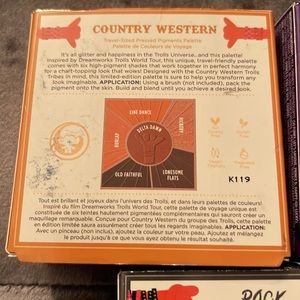 COUNTRY WESTERN
Travel-Sized Pressed Pigments Palette
Palette de Couleurs de Voyage
It's all glitter and happiness in the Trolls Universe...and this palette!
Inspired by Dreamworks Trolls World Tour, this unique, travel-friendly palette
comes with six high-pigment shades that work together in perfect harmony
for a chart-topping look that wows! Designed with the Country Western Trolls
Tribes in mind, this limited-edition palette is sure to help you transform any
look imaginable. APPLICATION: Using a brush (not included), pack the
pigment onto the skin. Build and blend until you achieve a desired look.
LINE DANCE
DELTA DAWN
BURLAP
HEARTY
OLD FAITHFUL
LONESOME
FLATS
K119
Tout est brillant et joyeux dans l'univers des Trolls, et dans leurs palettes de couleurs!
Inspiré du film Dreamworks Trolls World Tour, cette palette de voyage unique est
constituée de six teintes hautement pigmentées complémentaires qui sauront créer un
maquillage remarquable. Conçue pour Country Western du groupe des Trolls, cette palette
en édition limitée saura assurément créer tous les regards imaginables. APPLICATION:
Avec un pinceau (non inclus), ajoutez la couleur à votre peau. Ajoutez et mélangez
le produit jusqu'à ce que vous ayez obtenu le résultat souhaité.
ROCK